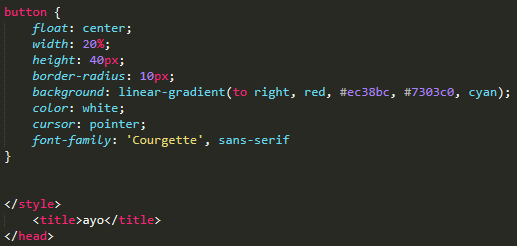 button {
float: center;
width: 20%;
height: 40px;
border-radius: 10px;
background: linear-gradient(to right, red, #ec38bc, #7303c0, cyan);
color: white;
cursor: pointer;
font-family: 'Courgette', sans-serif
}
</style>
<title>ayo</title>
</head>